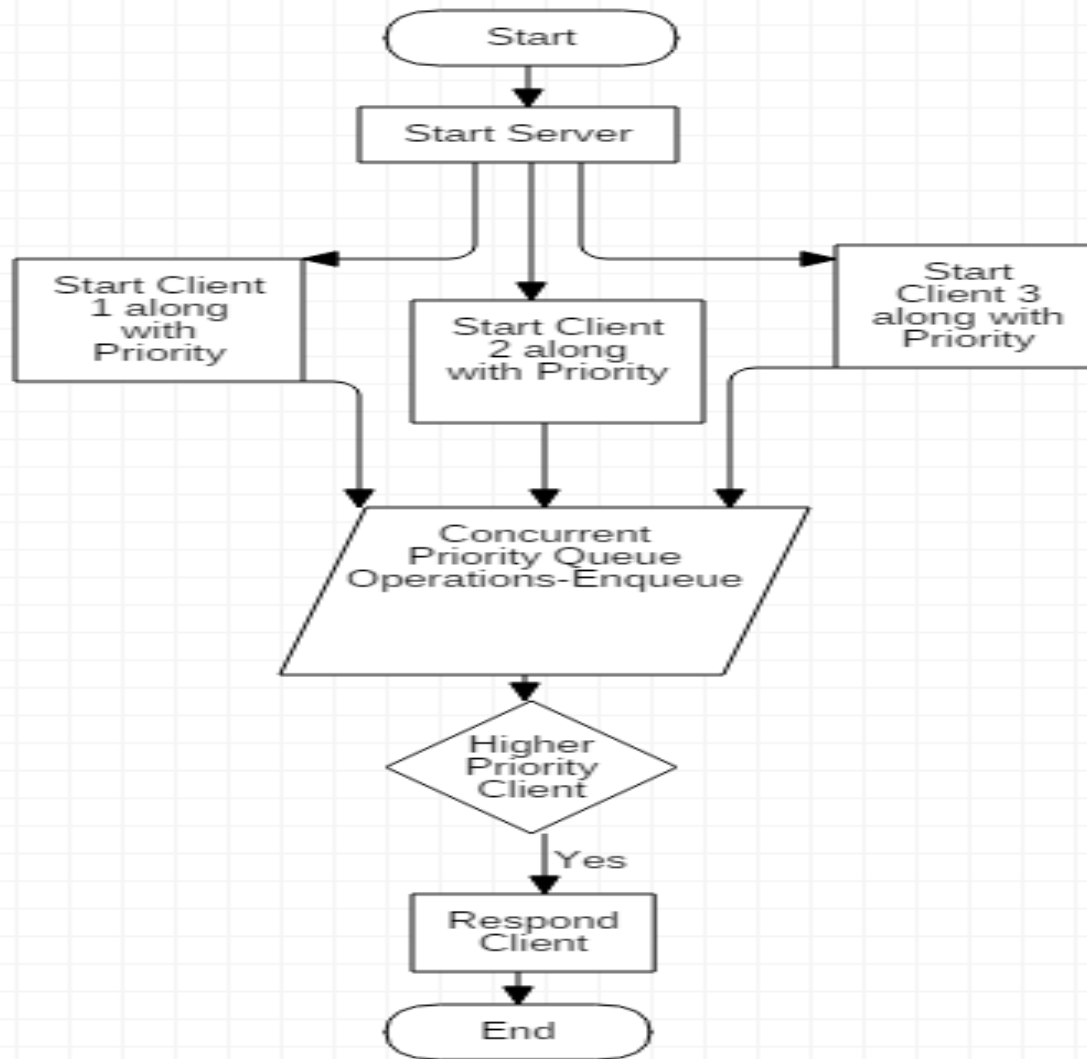 Start
Start Server
Start Client
1 along
with
Priority
Start Client
2 along
with Priority
Start
Client 3
along with
Priority
Concurrent
Priority Queue
Operations-Enqueue
Higher
Priority
Client
Yes
Respond
Client
End